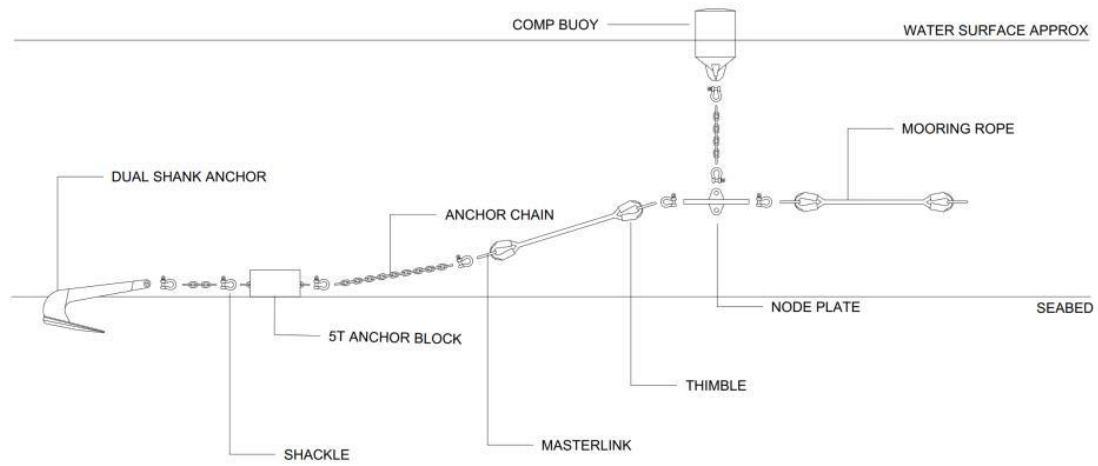 COMP BUOY
WATER SURFACE APPROX
MOORING ROPE
DUAL SHANK ANCHOR
ANCHOR CHAIN
NODE PLATE
SEABED
5T ANCHOR BLOCK
THIMBLE
MASTERLINK
SHACKLE